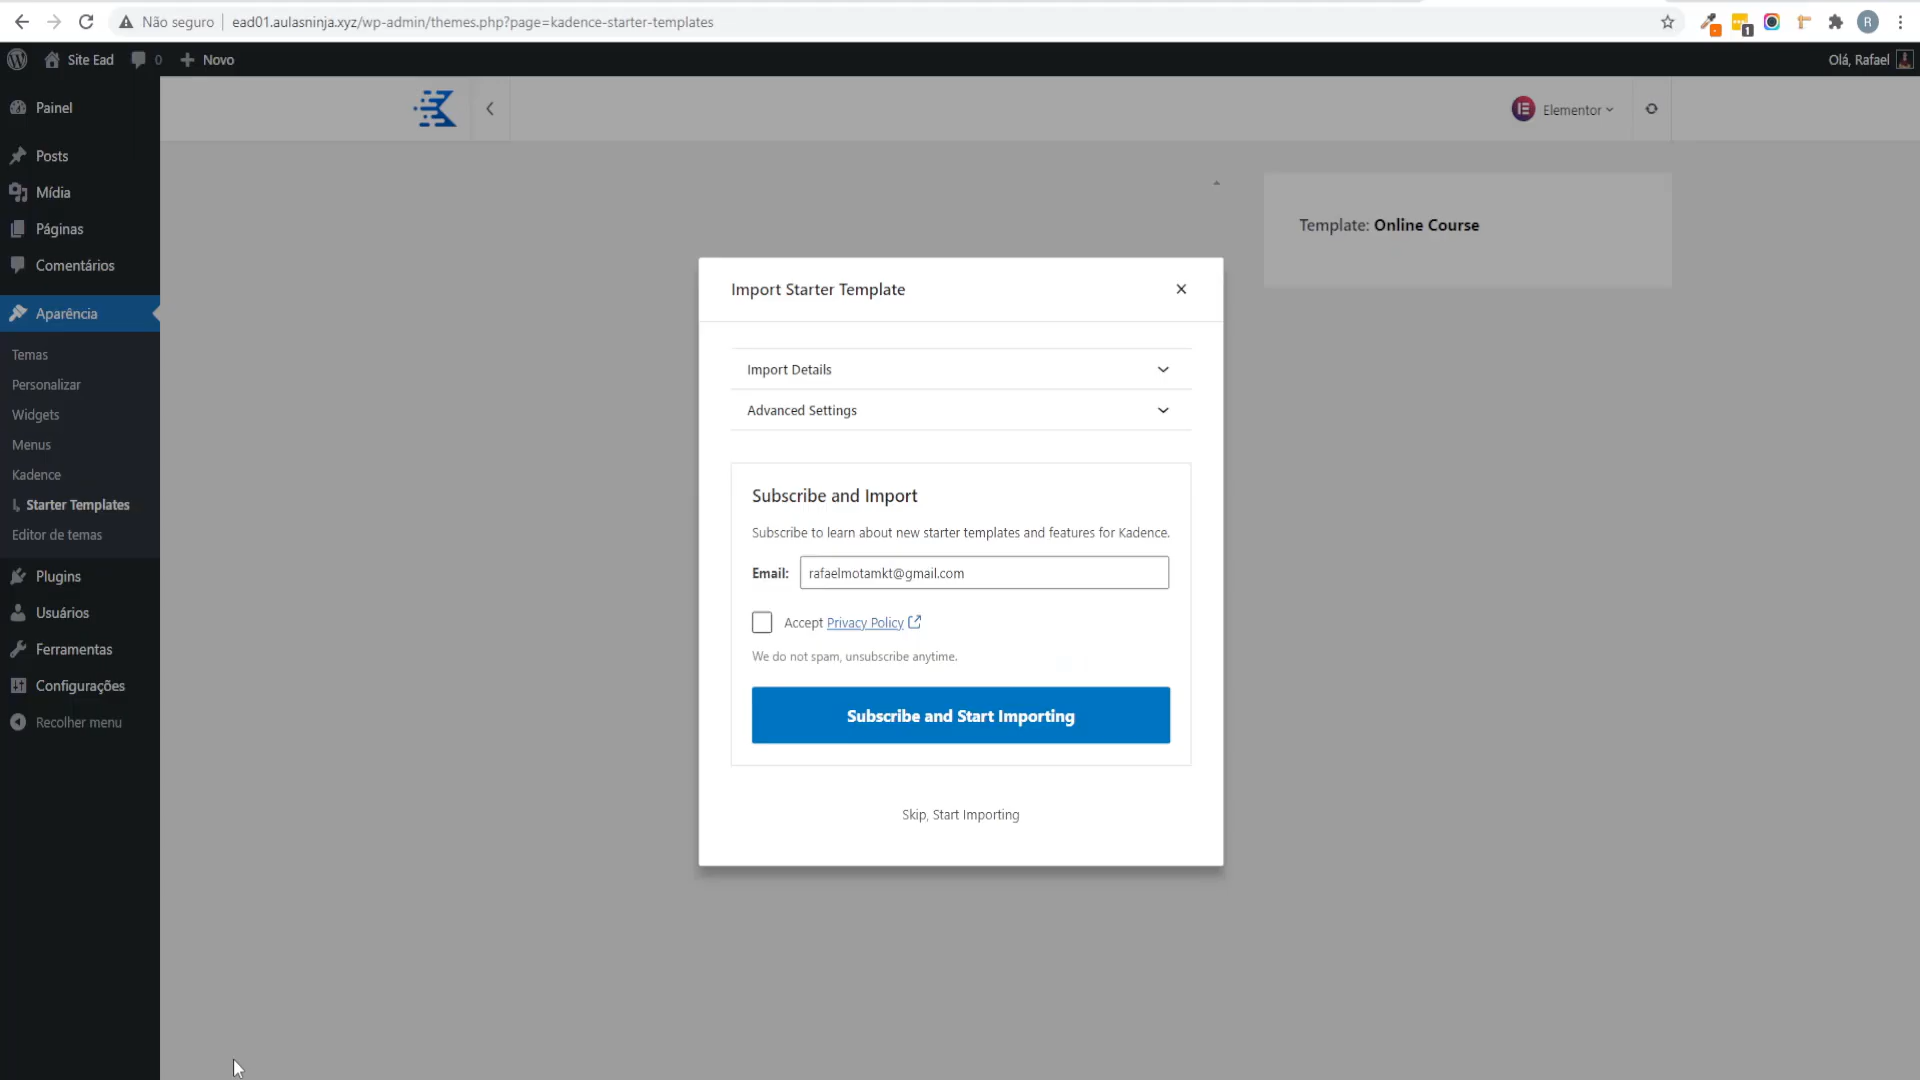 Não seguro
ead01.aulasninja.xyz/wp-admin/themes.php?page=kadence-starter-templates
1
R
Site Ead
0
Novo
Olá, Rafael
Painel
Posts
Mídia
Páginas
Comentários
Aparência
Temas
Personalizar
Widgets
Menus
Kadence
Starter Templates
Editor de temas
Plugins
Usuários
Ferramentas
Configurações
Recolher menu
Elementor
Template: Online Course
Import Starter Template
Import Details
Advanced Settings
Subscribe and Import
Subscribe to learn about new starter templates and features for Kadence.
Email: rafaelmotamkt@gmail.com
Accept Privacy Policy
We do not spam, unsubscribe anytime.
Subscribe and Start Importing
Skip, Start Importing